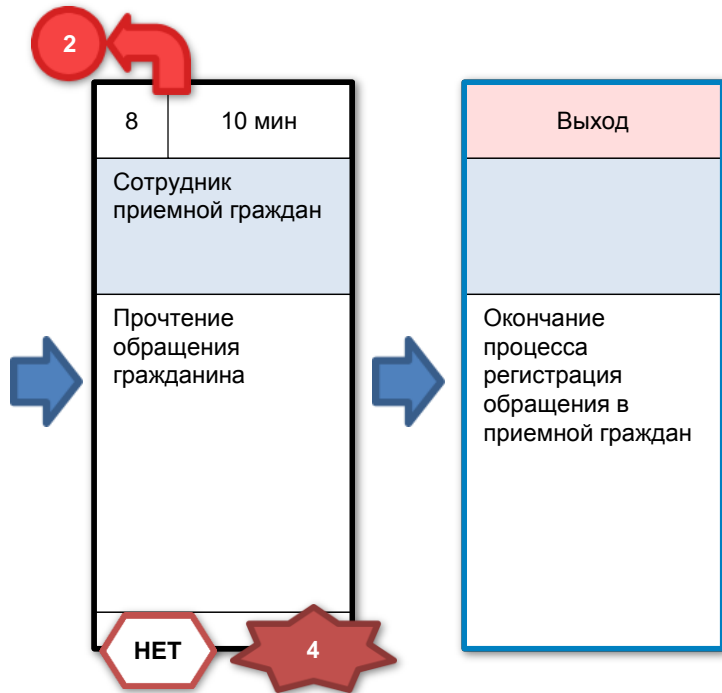 2
8
10 мин
Сотрудник
приемной граждан
Прочтение
обращения
гражданина
НЕТ
4
Выход
Окончание
процесса
регистрация
обращения в
приемной граждан